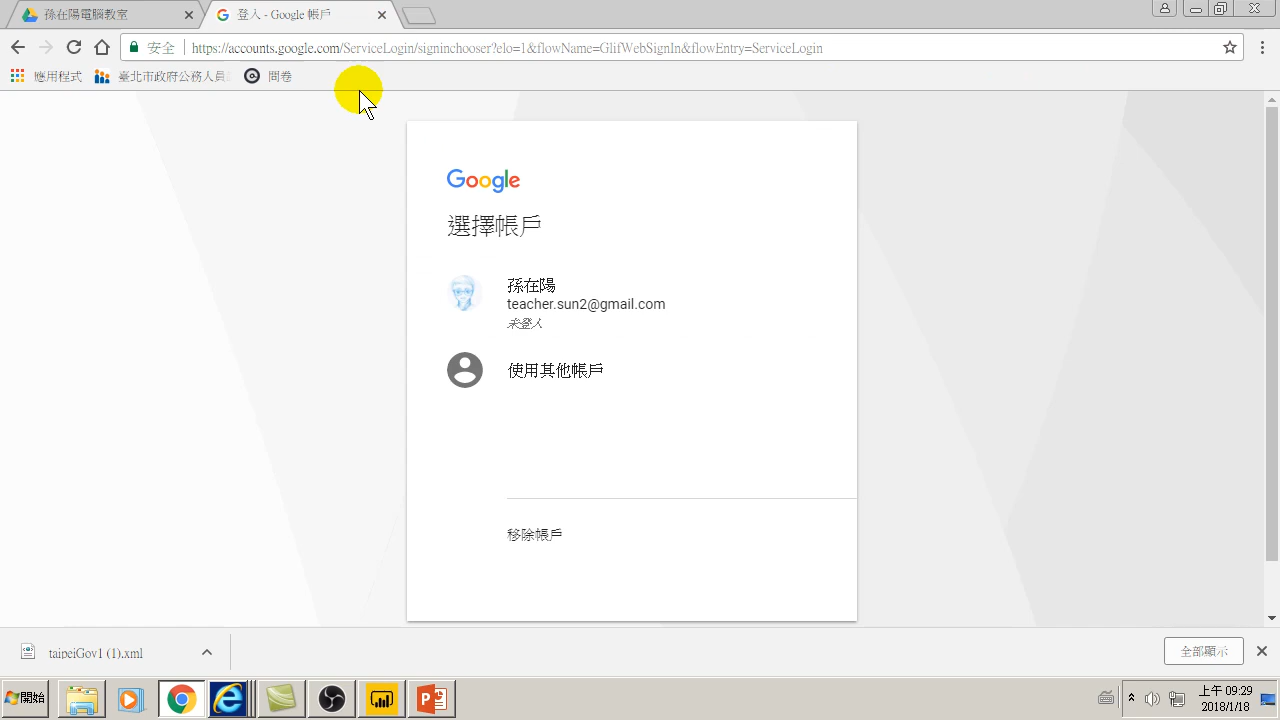 孫在陽電腦教室
登入 - Google 帳戶
安全
https://accounts.google.com/ServiceLogin/signinchooser?elo=1&flowName=GlifWebSignIn&flowEntry=ServiceLogin
應用程式
臺北市政府公務人員
問卷
Google
選擇帳戶
孫在陽
teacher.sun2@gmail.com
未登入
使用其他帳戶
移除帳戶
taipeiGov1 (1).xml
全部顯示
開始
上午 09:29
2018/1/18